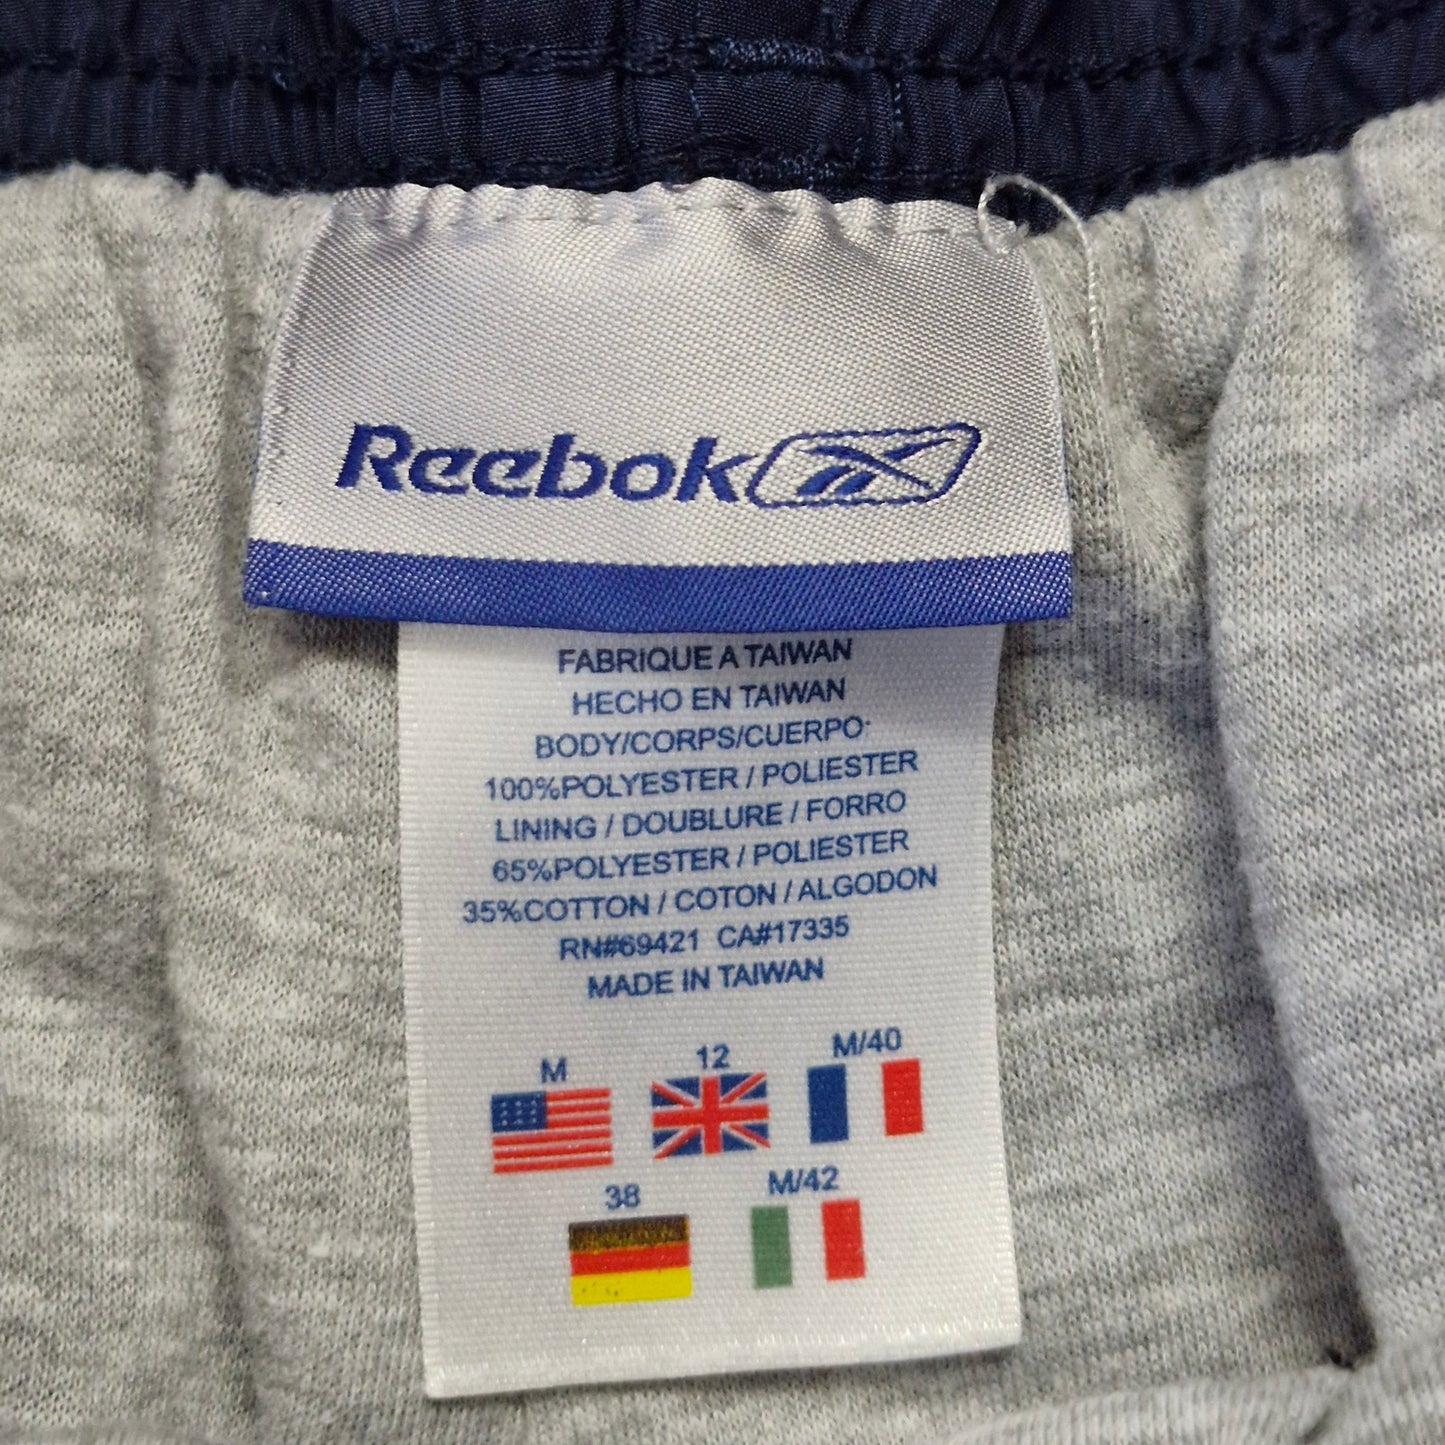 Reebok
FABRIQUE A TAIWAN
HECHO EN TAIWAN
BODY/CORPS/CUERPO
100%POLYESTER / POLIESTER
LINING / DOUBLURE / FORRO
65%POLYESTER / POLIESTER
35%COTTON / COTON / ALGODON
RN#69421 CA#17335
MADE IN TAIWAN
M 12 M/40
38 M/42